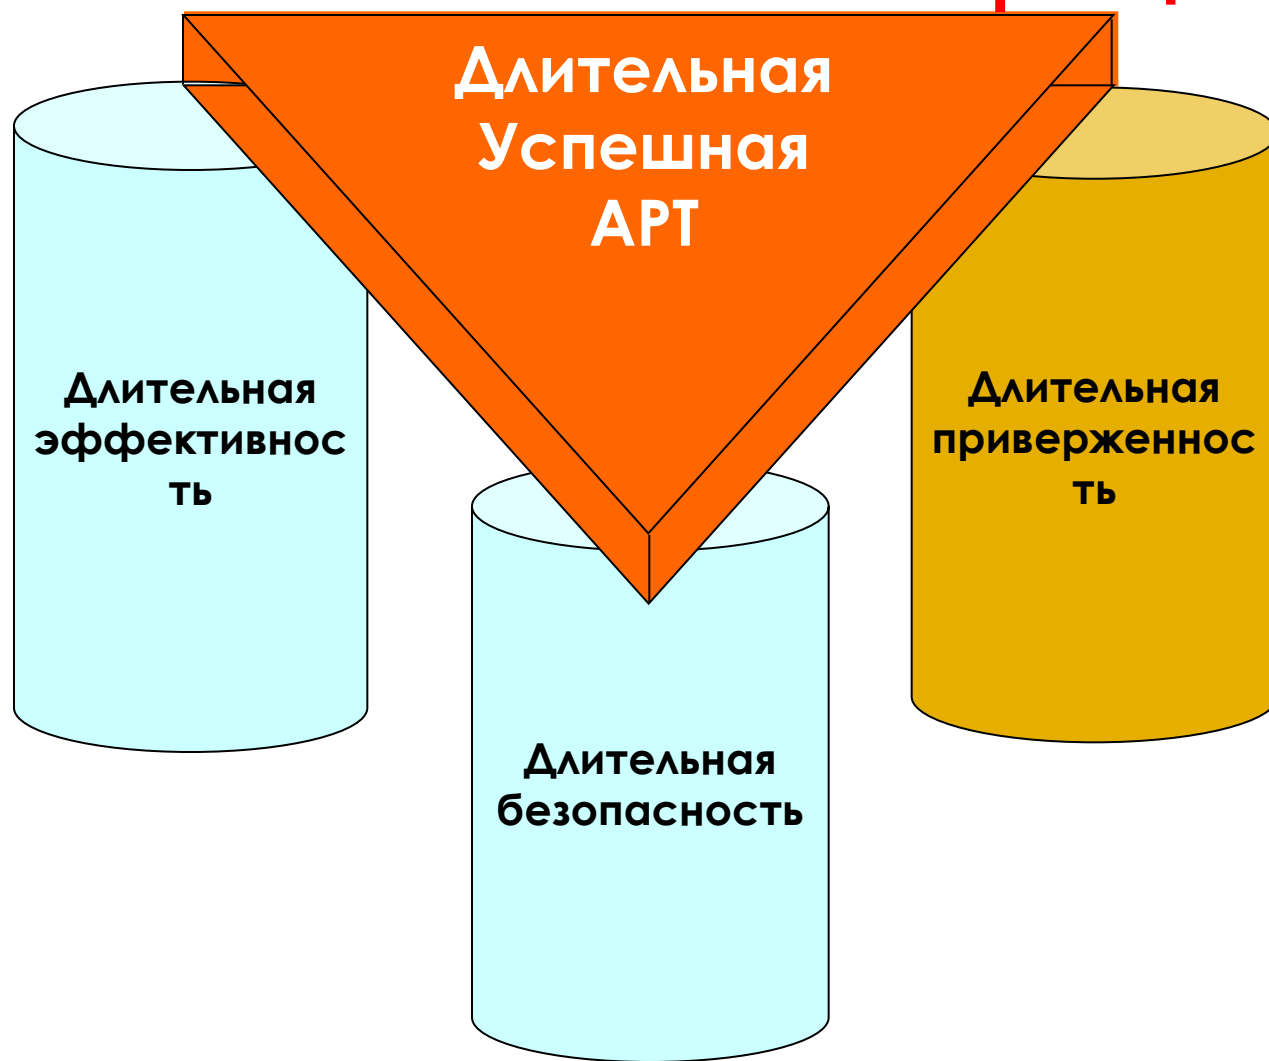 Длительная
Успешная
АРТ
Длительная
эффективнос
ть
Длительная
приверженнос
ть
Длительная
безопасность